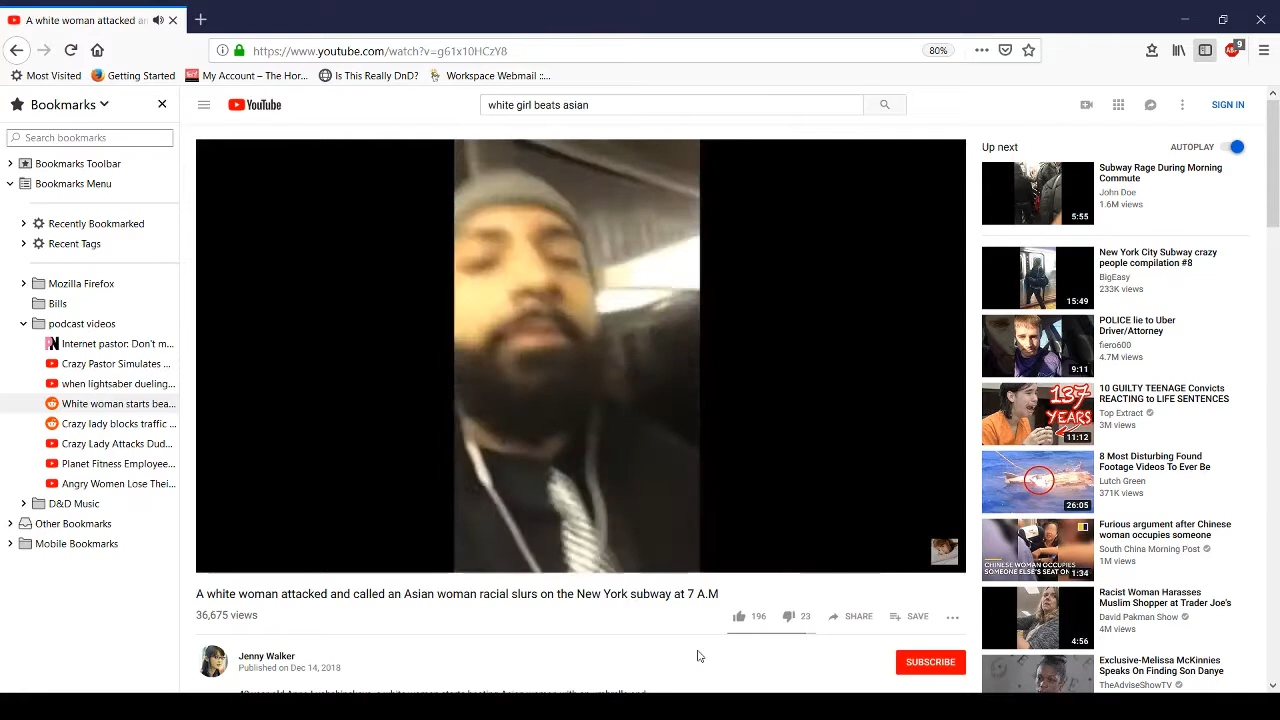 A white woman attacked an
https://www.youtube.com/watch?v=g61x10HCzY8
80%
9
Most Visited
Getting Started
My Account – The Hor...
Is This Really DnD?
Workspace Webmail ::...
Bookmarks
YouTube
white girl beats asian
SIGN IN
Search bookmarks
Bookmarks Toolbar
Bookmarks Menu
Recently Bookmarked
Recent Tags
Mozilla Firefox
Bills
podcast videos
Internet pastor: Don't m...
Crazy Pastor Simulates ...
when lightsaber dueling...
White woman starts bea...
Crazy lady blocks traffic ...
Crazy Lady Attacks Dud...
Planet Fitness Employee...
Angry Women Lose Thei...
D&D Music
Other Bookmarks
Mobile Bookmarks
A white woman attacked and called an Asian woman racial slurs on the New York subway at 7 A.M
36,675 views
196
23
SHARE
SAVE
Jenny Walker
Published on Dec 14, 2018
SUBSCRIBE
Up next
AUTOPLAY
5:55
Subway Rage During Morning
Commute
John Doe
1.6M views
15:49
New York City Subway crazy
people compilation #8
BigEasy
233K views
9:11
POLICE lie to Uber
Driver/Attorney
fiero600
4.7M views
137
YEARS
11:12
10 GUILTY TEENAGE Convicts
REACTING to LIFE SENTENCES
Top Extract
3M views
26:05
8 Most Disturbing Found
Footage Videos To Ever Be
Lutch Green
371K views
CHINESE WOMAN OCCUPIES
SOMEONE ELSE'S SEAT ON
1:34
Furious argument after Chinese
woman occupies someone
South China Morning Post
1M views
4:56
Racist Woman Harasses
Muslim Shopper at Trader Joe's
David Pakman Show
4M views
Exclusive-Melissa McKinnies
Speaks On Finding Son Danye
TheAdviseShowTV